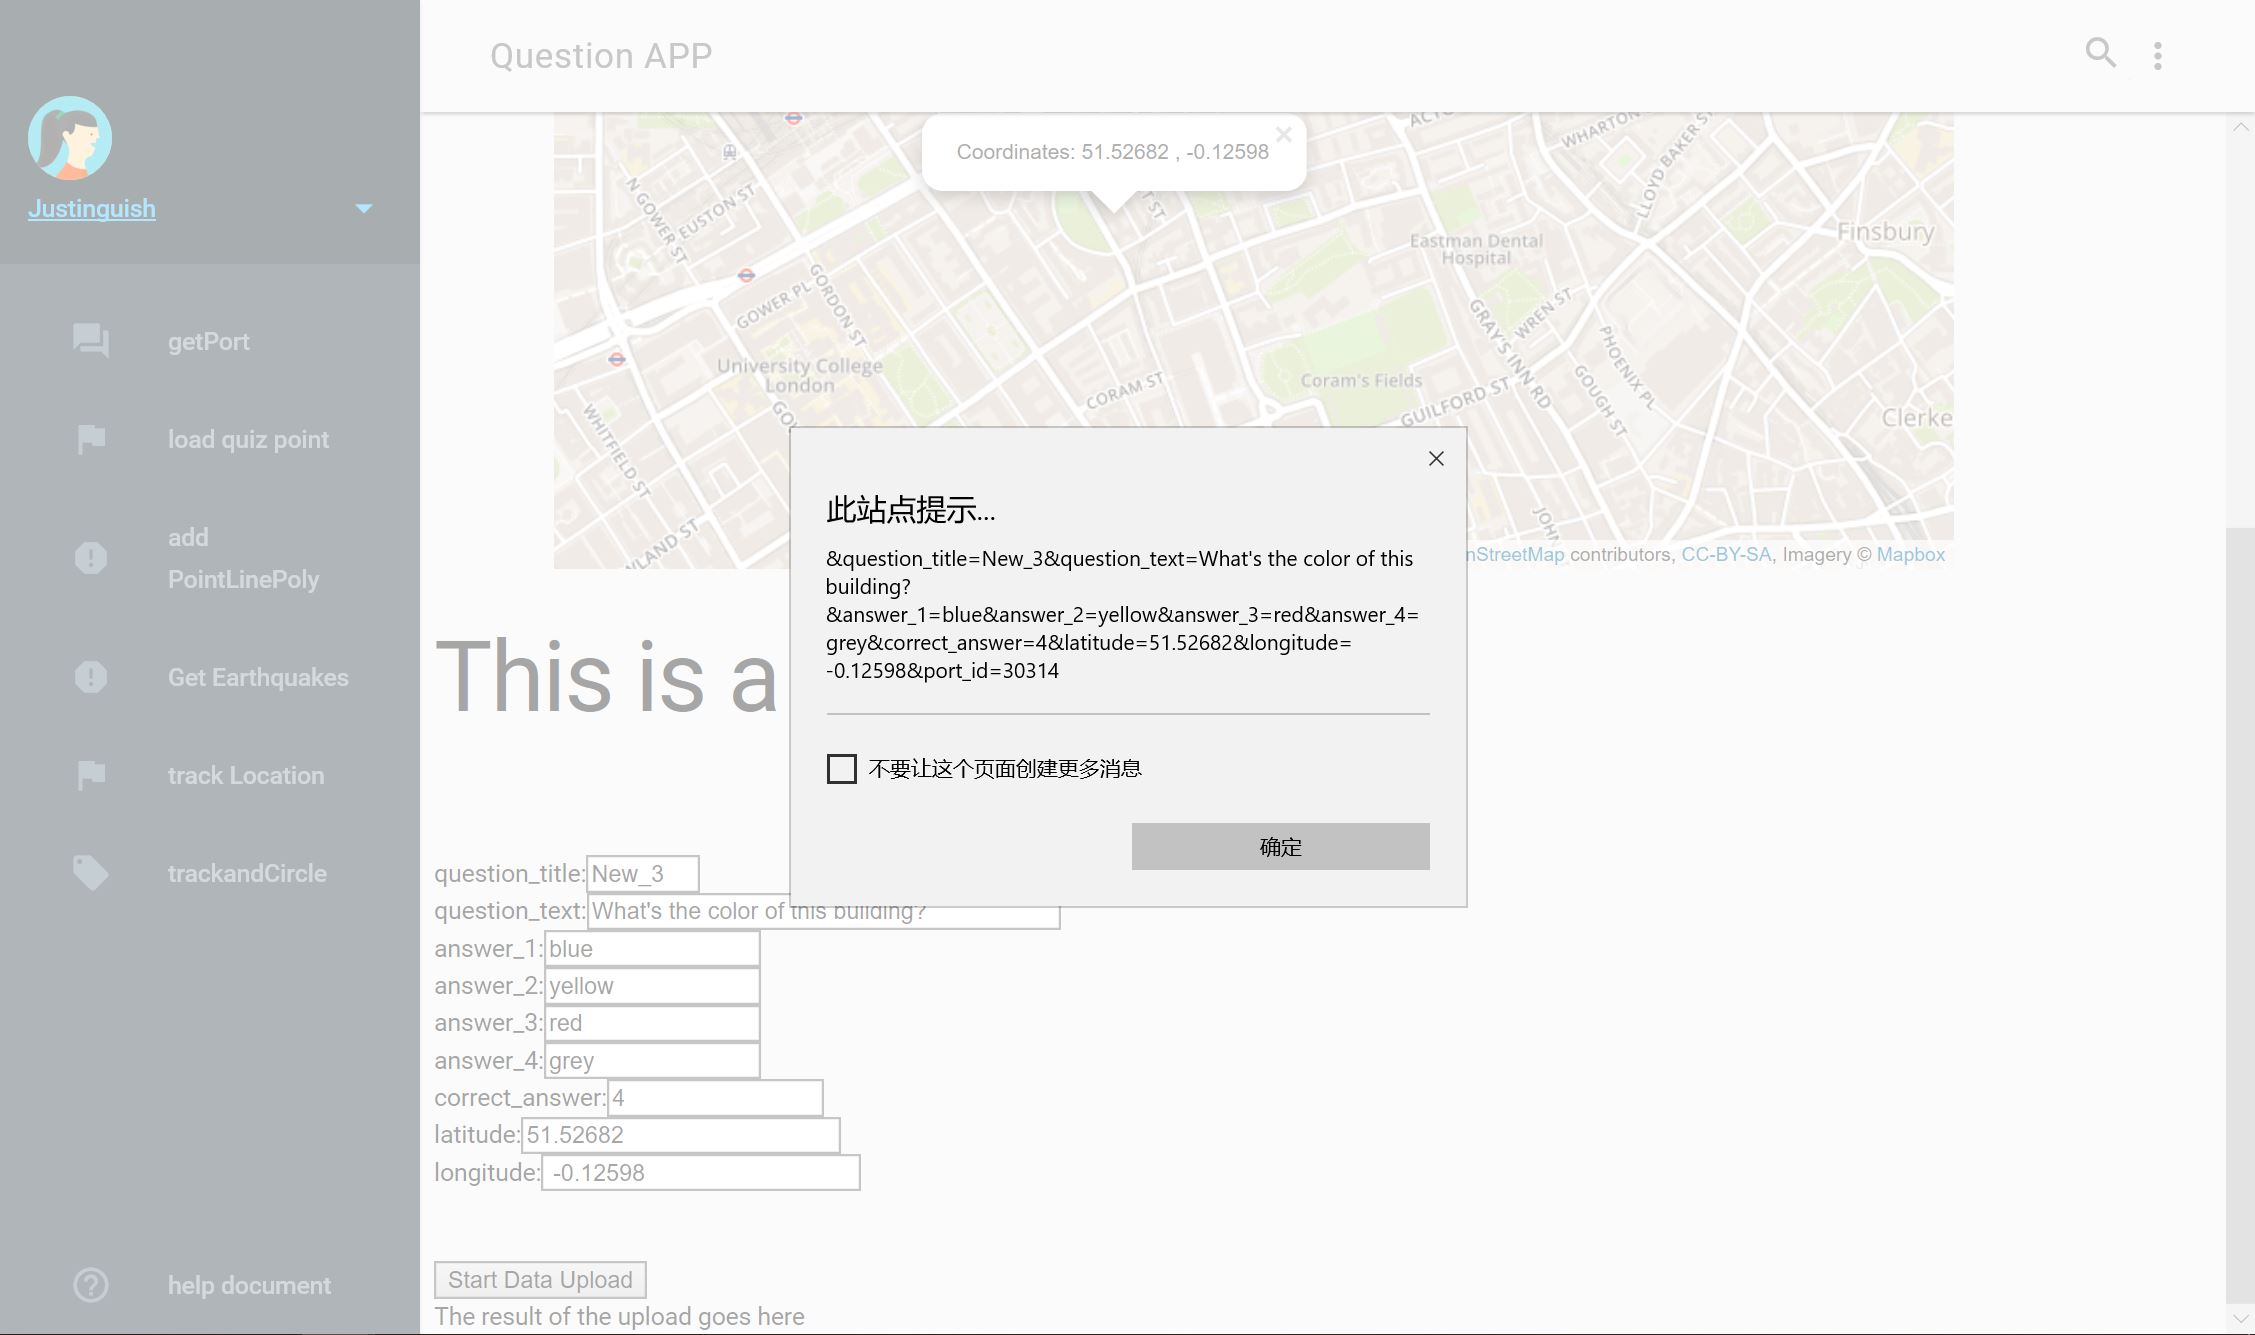 Question APP
Justinguish
getPort
load quiz point
add
PointLinePoly
Get Earthquakes
track Location
trackandCircle
help document
Coordinates: 51.52682 , -0.12598
×
ACTO
WHARTON ST
LLOYD BAKER ST
N GOWER ST
EUSTON ST
T ST
Eastman Dental
Hospital
Finsbury
GOWER PL
GORDON ST
GRAY'S INN RD
WREN ST
PHOENIX PL
GOUGH ST
University College
London
CORAM ST
Coram's Fields
GUILFORD ST
Clerke
WHITFIELD ST
GO
LAND ST
JOHN
nStreetMap contributors, CC-BY-SA, Imagery © Mapbox
此站点提示...
&question_title=New_3&question_text=What's the color of this
building?
&answer_1=blue&answer_2=yellow&answer_3=red&answer_4=
grey&correct_answer=4&latitude=51.52682&longitude=
-0.12598&port_id=30314
不要让这个页面创建更多消息
确定
This is a
question_title: New_3
question_text: What's the color of this building?
answer_1: blue
answer_2: yellow
answer_3: red
answer_4: grey
correct_answer: 4
latitude: 51.52682
longitude: -0.12598
Start Data Upload
The result of the upload goes here